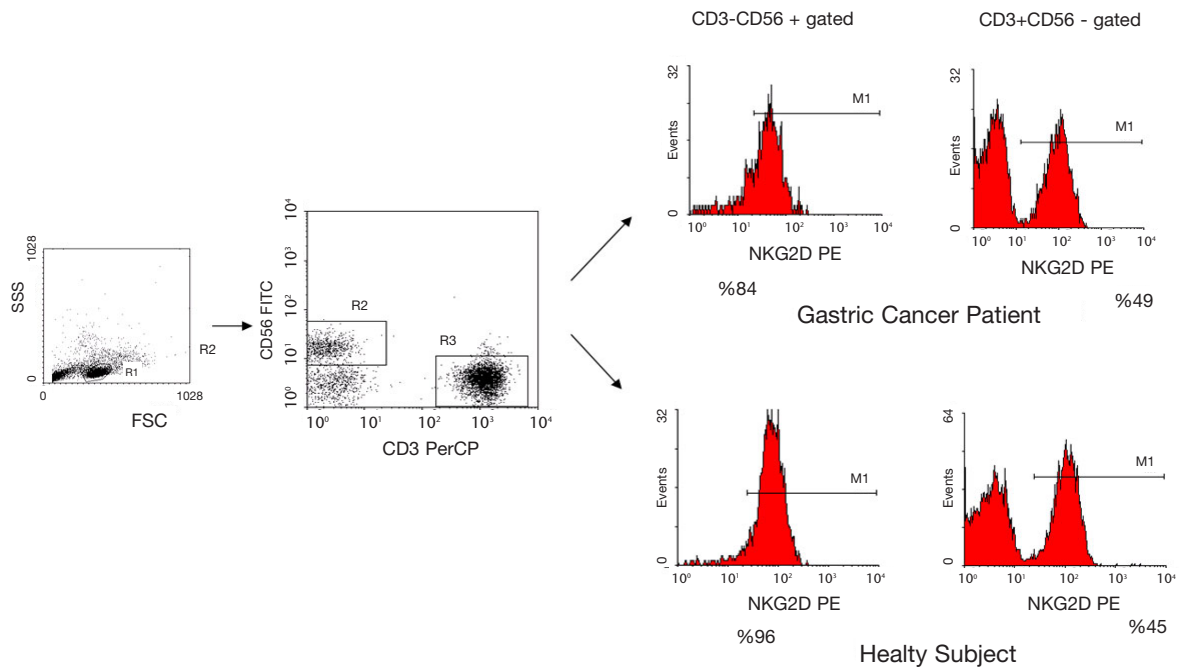 CD3-CD56 + gated
CD3+CD56 - gated
32
Events
0
M1
10⁰ 10¹ 10² 10³ 10⁴
NKG2D PE
%84
32
Events
0
M1
10⁰ 10¹ 10² 10³ 10⁴
NKG2D PE
%49
Gastric Cancer Patient
1028
SSS
0
R1
0
1028
FSC
R2
10⁴
10³
10²
10¹
10⁰
CD56 FITC
R2
R3
10⁰ 10¹ 10² 10³ 10⁴
CD3 PerCP
32
Events
0
M1
10⁰ 10¹ 10² 10³ 10⁴
NKG2D PE
%96
64
Events
0
M1
10⁰ 10¹ 10² 10³ 10⁴
NKG2D PE
%45
Healty Subject